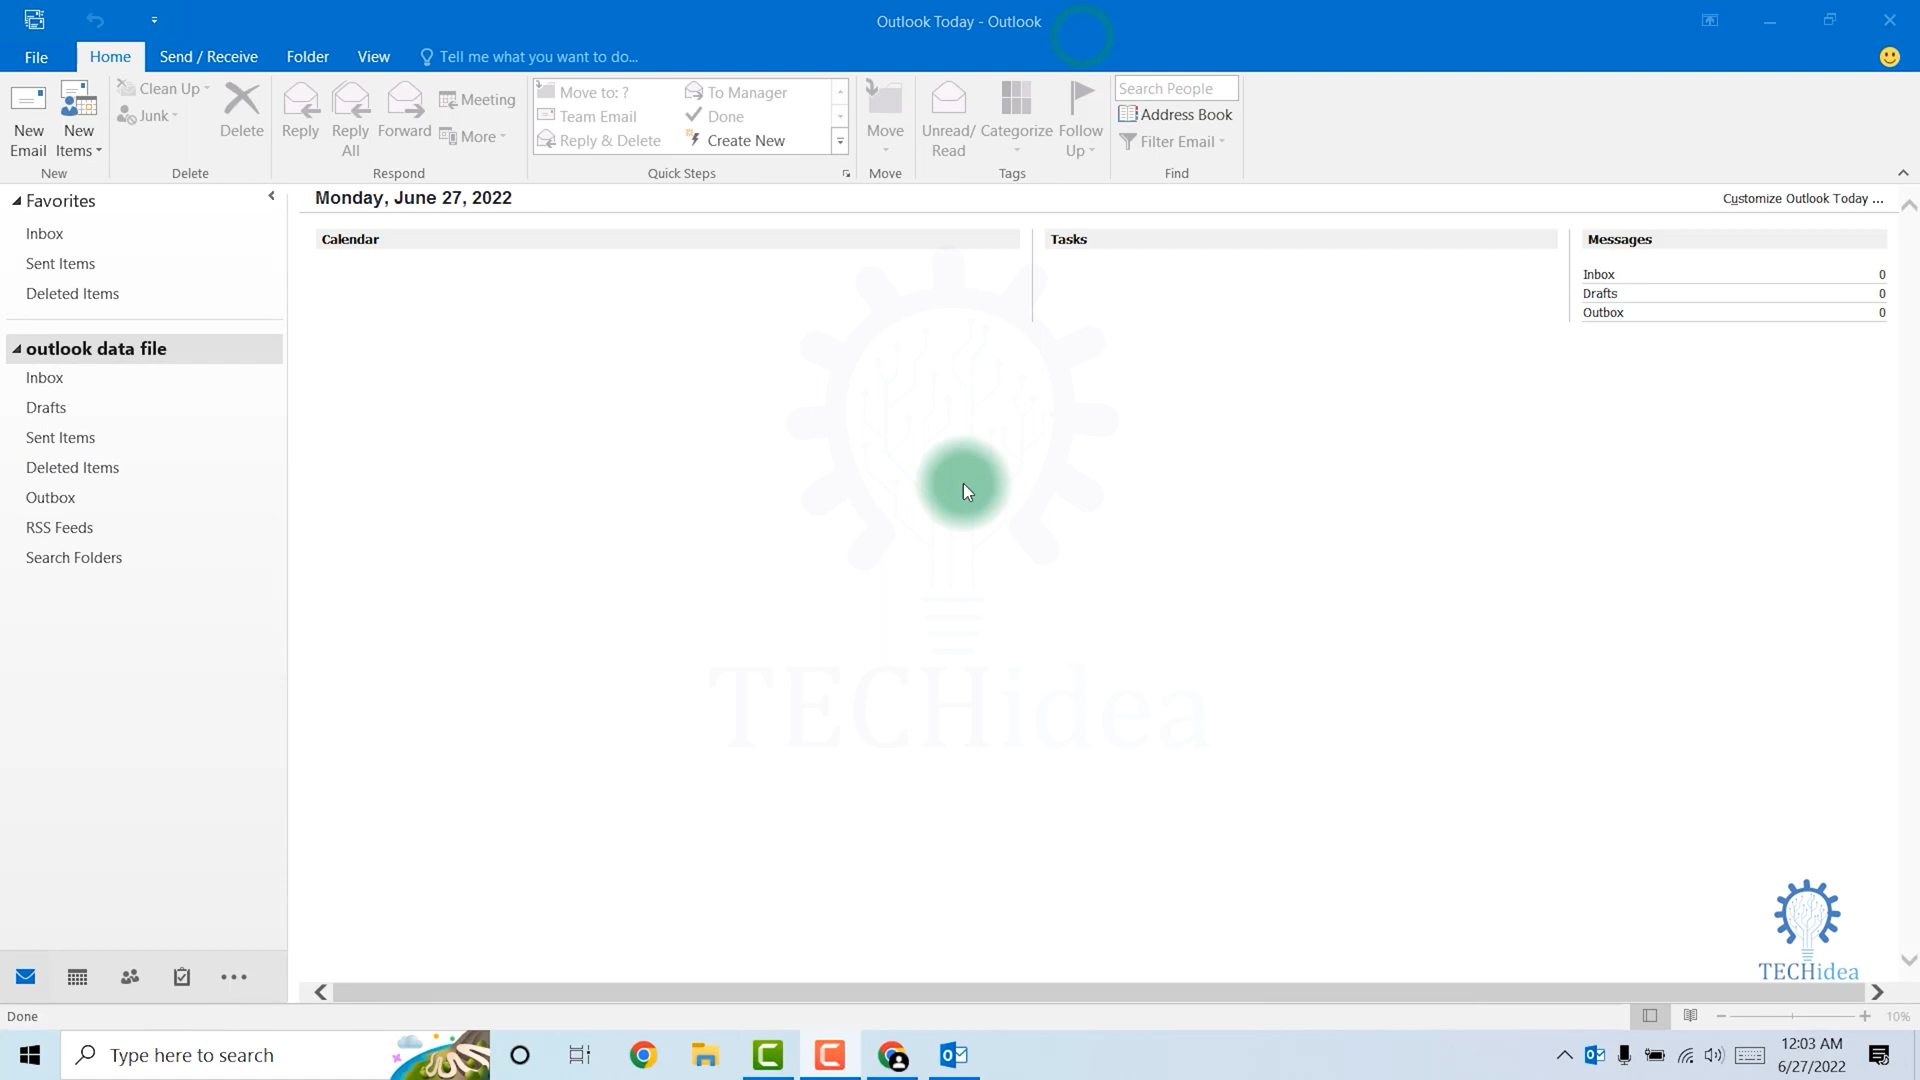 Outlook Today - Outlook
File
Home
Send / Receive
Folder
View
Tell me what you want to do...
New Email
New Items
Clean Up
Junk
Delete
Reply
Reply All
Forward
Meeting
More
Move to: ?
Team Email
Reply & Delete
To Manager
Done
Create New
Move
Unread/ Read
Categorize
Follow Up
Search People
Address Book
Filter Email
New
Delete
Respond
Quick Steps
Move
Tags
Find
Favorites
Inbox
Sent Items
Deleted Items
outlook data file
Inbox
Drafts
Sent Items
Deleted Items
Outbox
RSS Feeds
Search Folders
Monday, June 27, 2022
Customize Outlook Today ...
Calendar
Tasks
Messages
Inbox 0
Drafts 0
Outbox 0
TECHidea
TECHidea
Done
10%
Type here to search
12:03 AM
6/27/2022